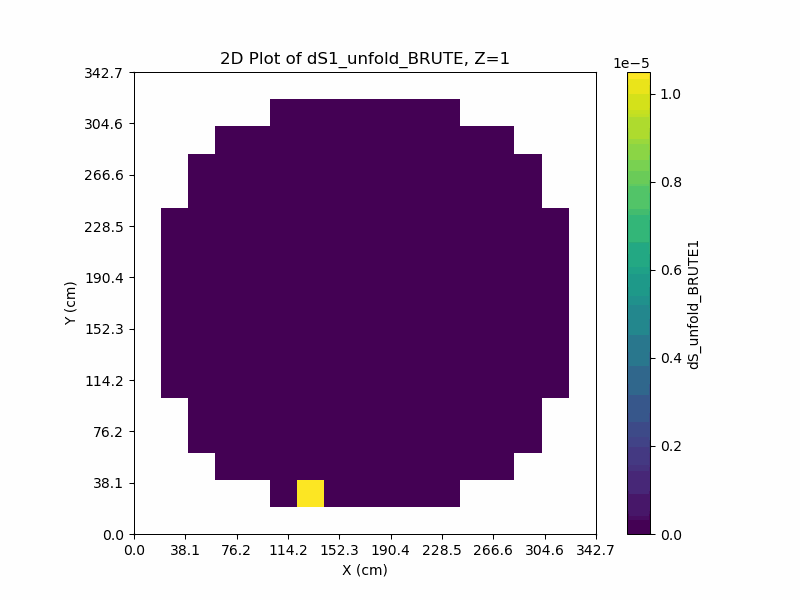 2D Plot of dS1_unfold_BRUTE, Z=1
1e−5
342.7
304.6
266.6
228.5
190.4
152.3
114.2
76.2
38.1
0.0
Y (cm)
0.0 38.1 76.2 114.2 152.3 190.4 228.5 266.6 304.6 342.7
X (cm)
1.0
0.8
0.6
0.4
0.2
0.0
dS_unfold_BRUTE1